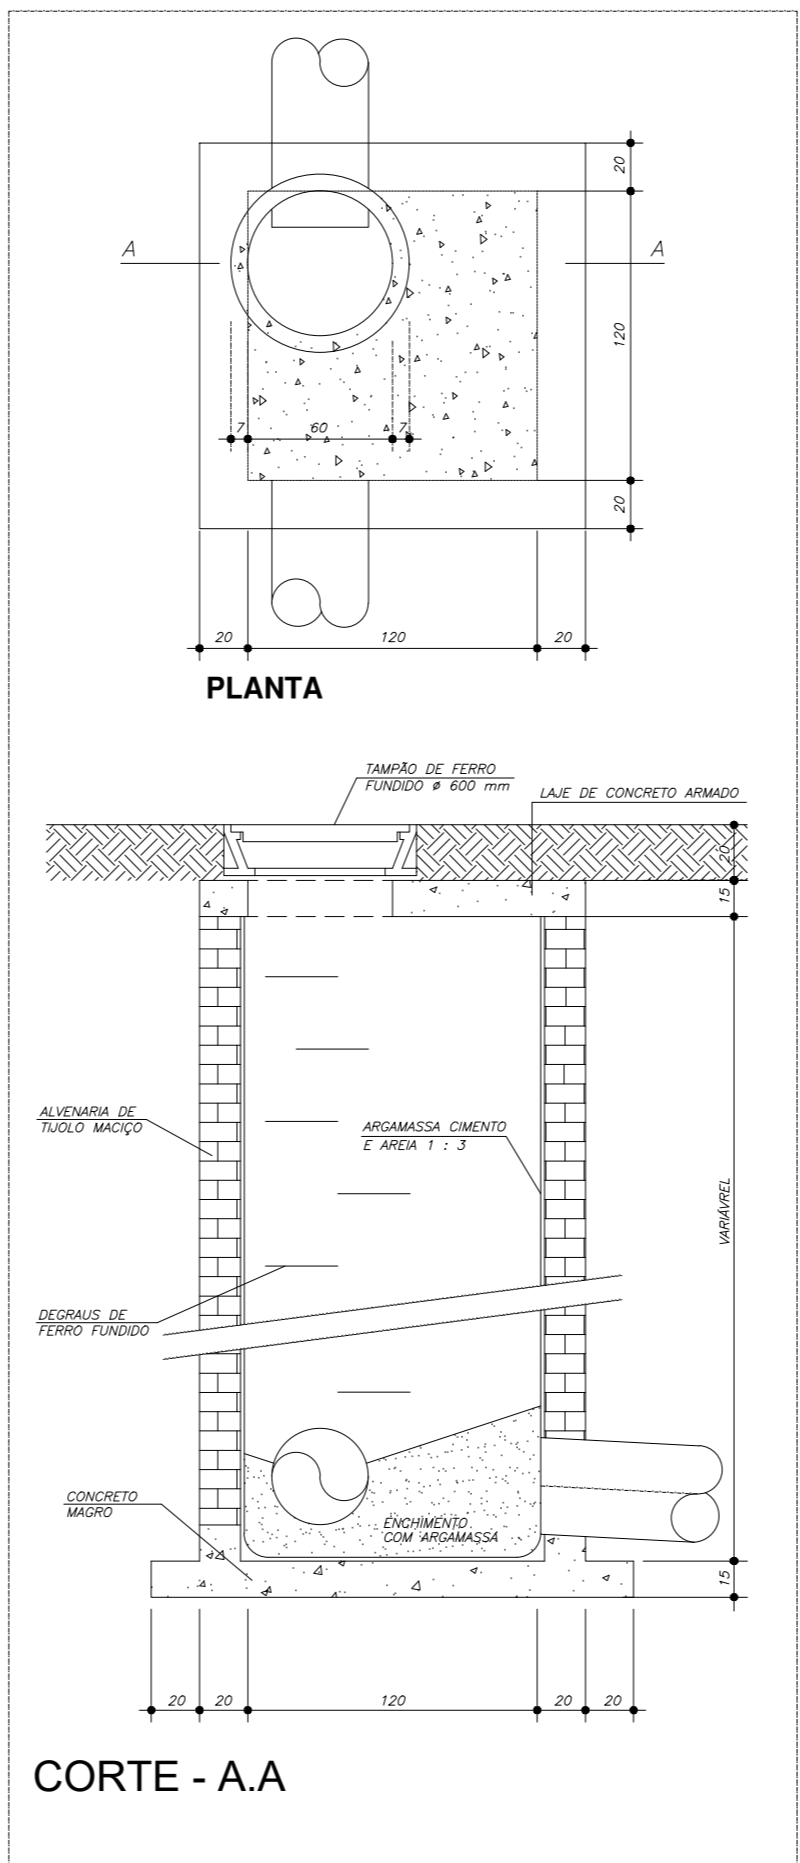 20
A
A
120
7
60
7
20
20
120
20
PLANTA
TAMPÃO DE FERRO
FUNDIDO ø 600 mm
LAJE DE CONCRETO ARMADO
20
15
ALVENARIA DE
TIJOLO MACIÇO
ARGAMASSA CIMENTO
E AREIA 1 : 3
VARIÁVREL
DEGRAUS DE
FERRO FUNDIDO
CONCRETO
MAGRO
ENCHIMENTO
COM ARGAMASSA
15
20
20
120
20
20
CORTE - A.A